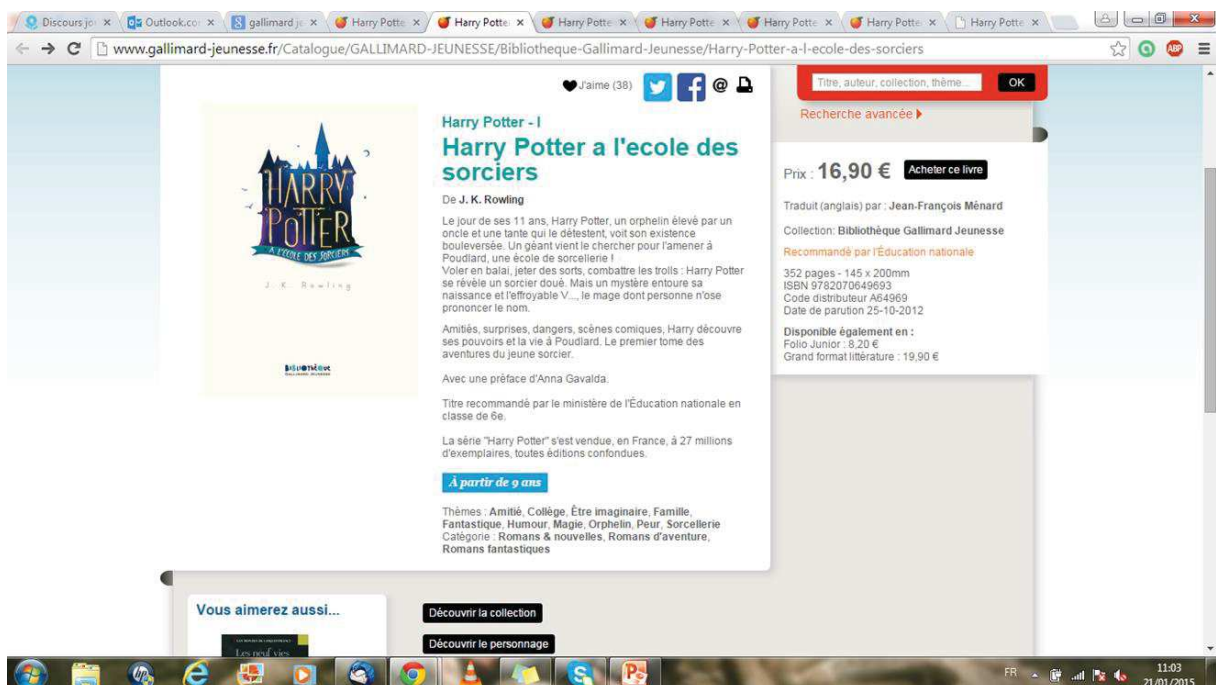 Discours jo
Outlook.co
gallimard je
Harry Potte
Harry Potte
Harry Potte
Harry Potte
Harry Potte
Harry Potte
Harry Potte
www.gallimard-jeunesse.fr/Catalogue/GALLIMARD-JEUNESSE/Bibliotheque-Gallimard-Jeunesse/Harry-Potter-a-l-ecole-des-sorciers
ABP
J'aime (38)
@
HARRY
POTTER
A L'ECOLE DES SORCIERS
J. K. Rowling
BIBLIOTHÈQUE
GALLIMARD JEUNESSE
Harry Potter - I
Harry Potter a l'ecole des
sorciers
De J. K. Rowling
Le jour de ses 11 ans, Harry Potter, un orphelin élevé par un
oncle et une tante qui le détestent, voit son existence
bouleversée. Un géant vient le chercher pour l'amener à
Poudlard, une école de sorcellerie !
Voler en balai, jeter des sorts, combattre les trolls : Harry Potter
se révèle un sorcier doué. Mais un mystère entoure sa
naissance et l'effroyable V..., le mage dont personne n'ose
prononcer le nom.
Amitiés, surprises, dangers, scènes comiques, Harry découvre
ses pouvoirs et la vie à Poudlard. Le premier tome des
aventures du jeune sorcier.
Avec une préface d'Anna Gavalda.
Titre recommandé par le ministère de l'Éducation nationale en
classe de 6e.
La série "Harry Potter" s'est vendue, en France, à 27 millions
d'exemplaires, toutes éditions confondues.
À partir de 9 ans
Thèmes : Amitié, Collège, Être imaginaire, Famille,
Fantastique, Humour, Magie, Orphelin, Peur, Sorcellerie
Catégorie : Romans & nouvelles, Romans d'aventure,
Romans fantastiques
Titre, auteur, collection, thème...
OK
Recherche avancée
Prix : 16,90 €
Acheter ce livre
Traduit (anglais) par : Jean-François Ménard
Collection: Bibliothèque Gallimard Jeunesse
Recommandé par l'Éducation nationale
352 pages - 145 x 200mm
ISBN 9782070649693
Code distributeur A64969
Date de parution 25-10-2012
Disponible également en :
Folio Junior : 8,20 €
Grand format littérature : 19,90 €
Vous aimerez aussi...
Les neuf vies
Découvrir la collection
Découvrir le personnage
FR
11:03
21/01/2015